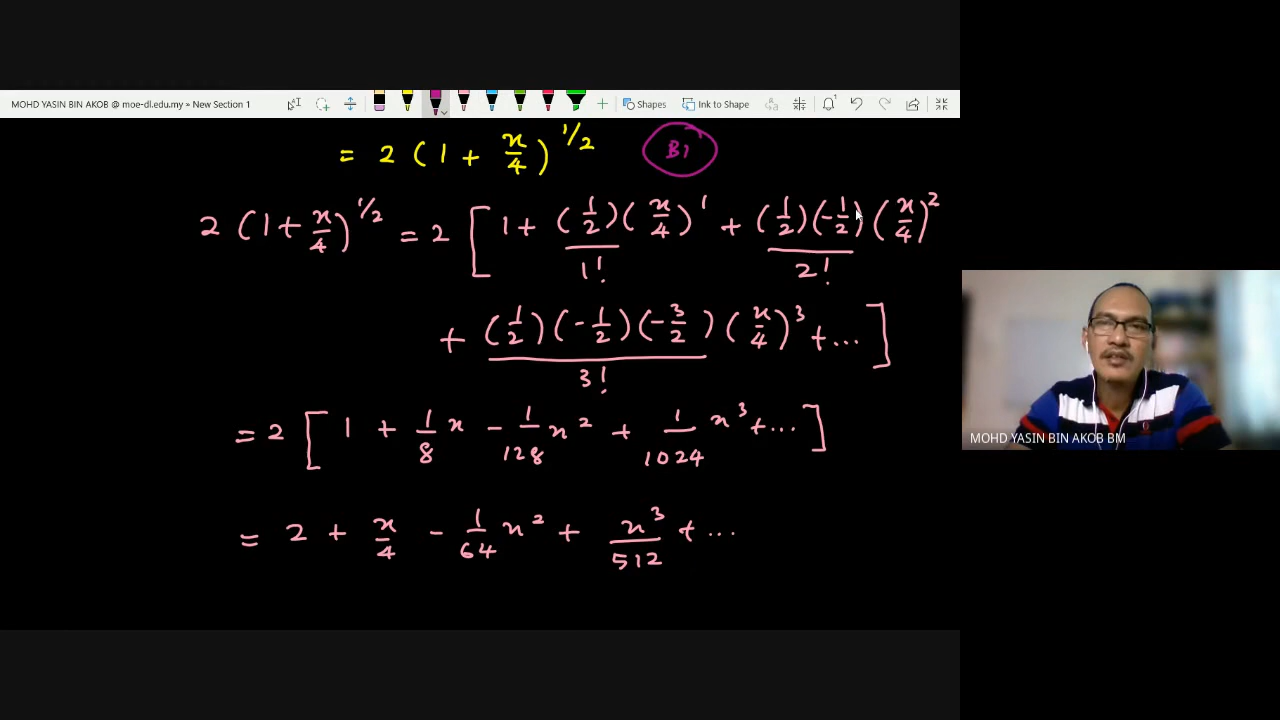 MOHD YASIN BIN AKOB @ moe-dl.edu.my » New Section 1
Shapes
Ink to Shape
= 2 ( 1 + x/4 )^1/2
B1
2 ( 1 + x/4 )^1/2 = 2 [ 1 + (1/2)/1! (x/4)^1 + (1/2)(-1/2)/2! (x/4)^2
+ (1/2)(-1/2)(-3/2)/3! (x/4)^3 + ... ]
= 2 [ 1 + 1/8 x - 1/128 x^2 + 1/1024 x^3 + ... ]
= 2 + x/4 - 1/64 x^2 + x^3/512 + ...
MOHD YASIN BIN AKOB BM